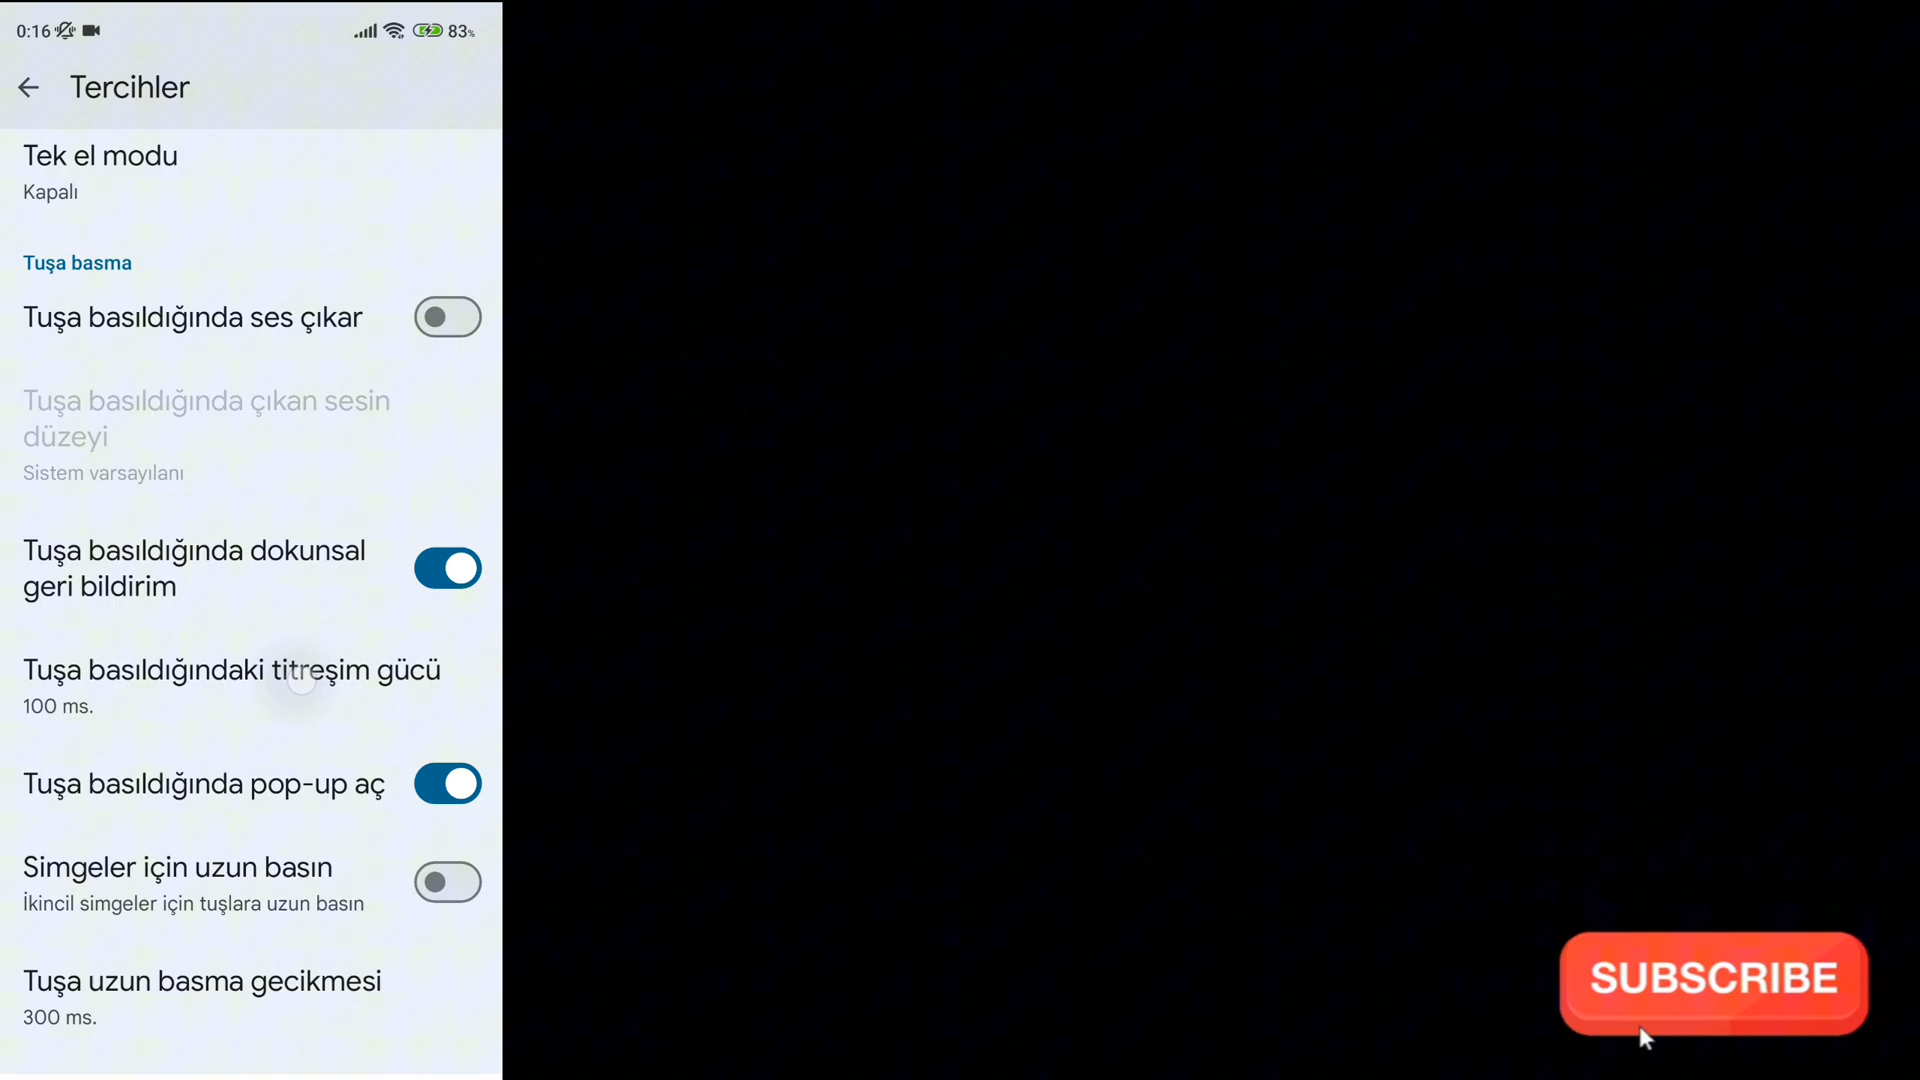 0:16
83%
Tercihler
Tek el modu
Kapalı
Tuşa basma
Tuşa basıldığında ses çıkar
Tuşa basıldığında çıkan sesin
düzeyi
Sistem varsayılanı
Tuşa basıldığında dokunsal
geri bildirim
Tuşa basıldığındaki titreşim gücü
100 ms.
Tuşa basıldığında pop-up aç
Simgeler için uzun basın
İkincil simgeler için tuşlara uzun basın
Tuşa uzun basma gecikmesi
300 ms.
SUBSCRIBE